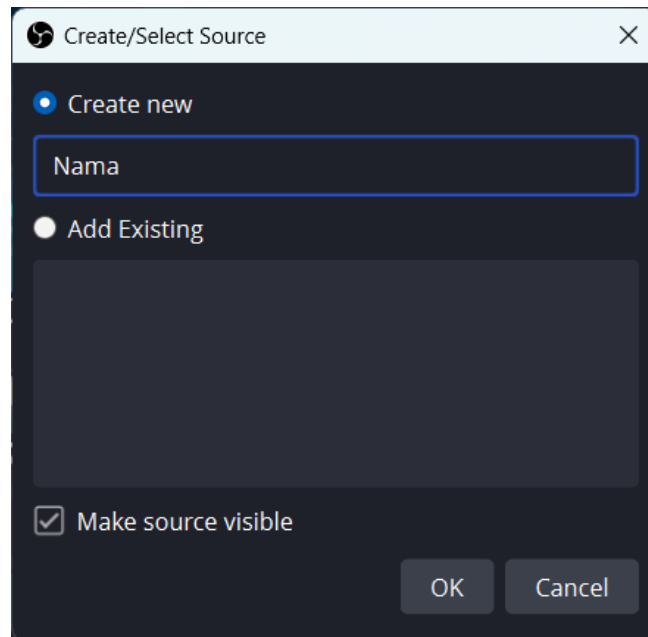 Create/Select Source
Create new
Nama
Add Existing
Make source visible
OK Cancel